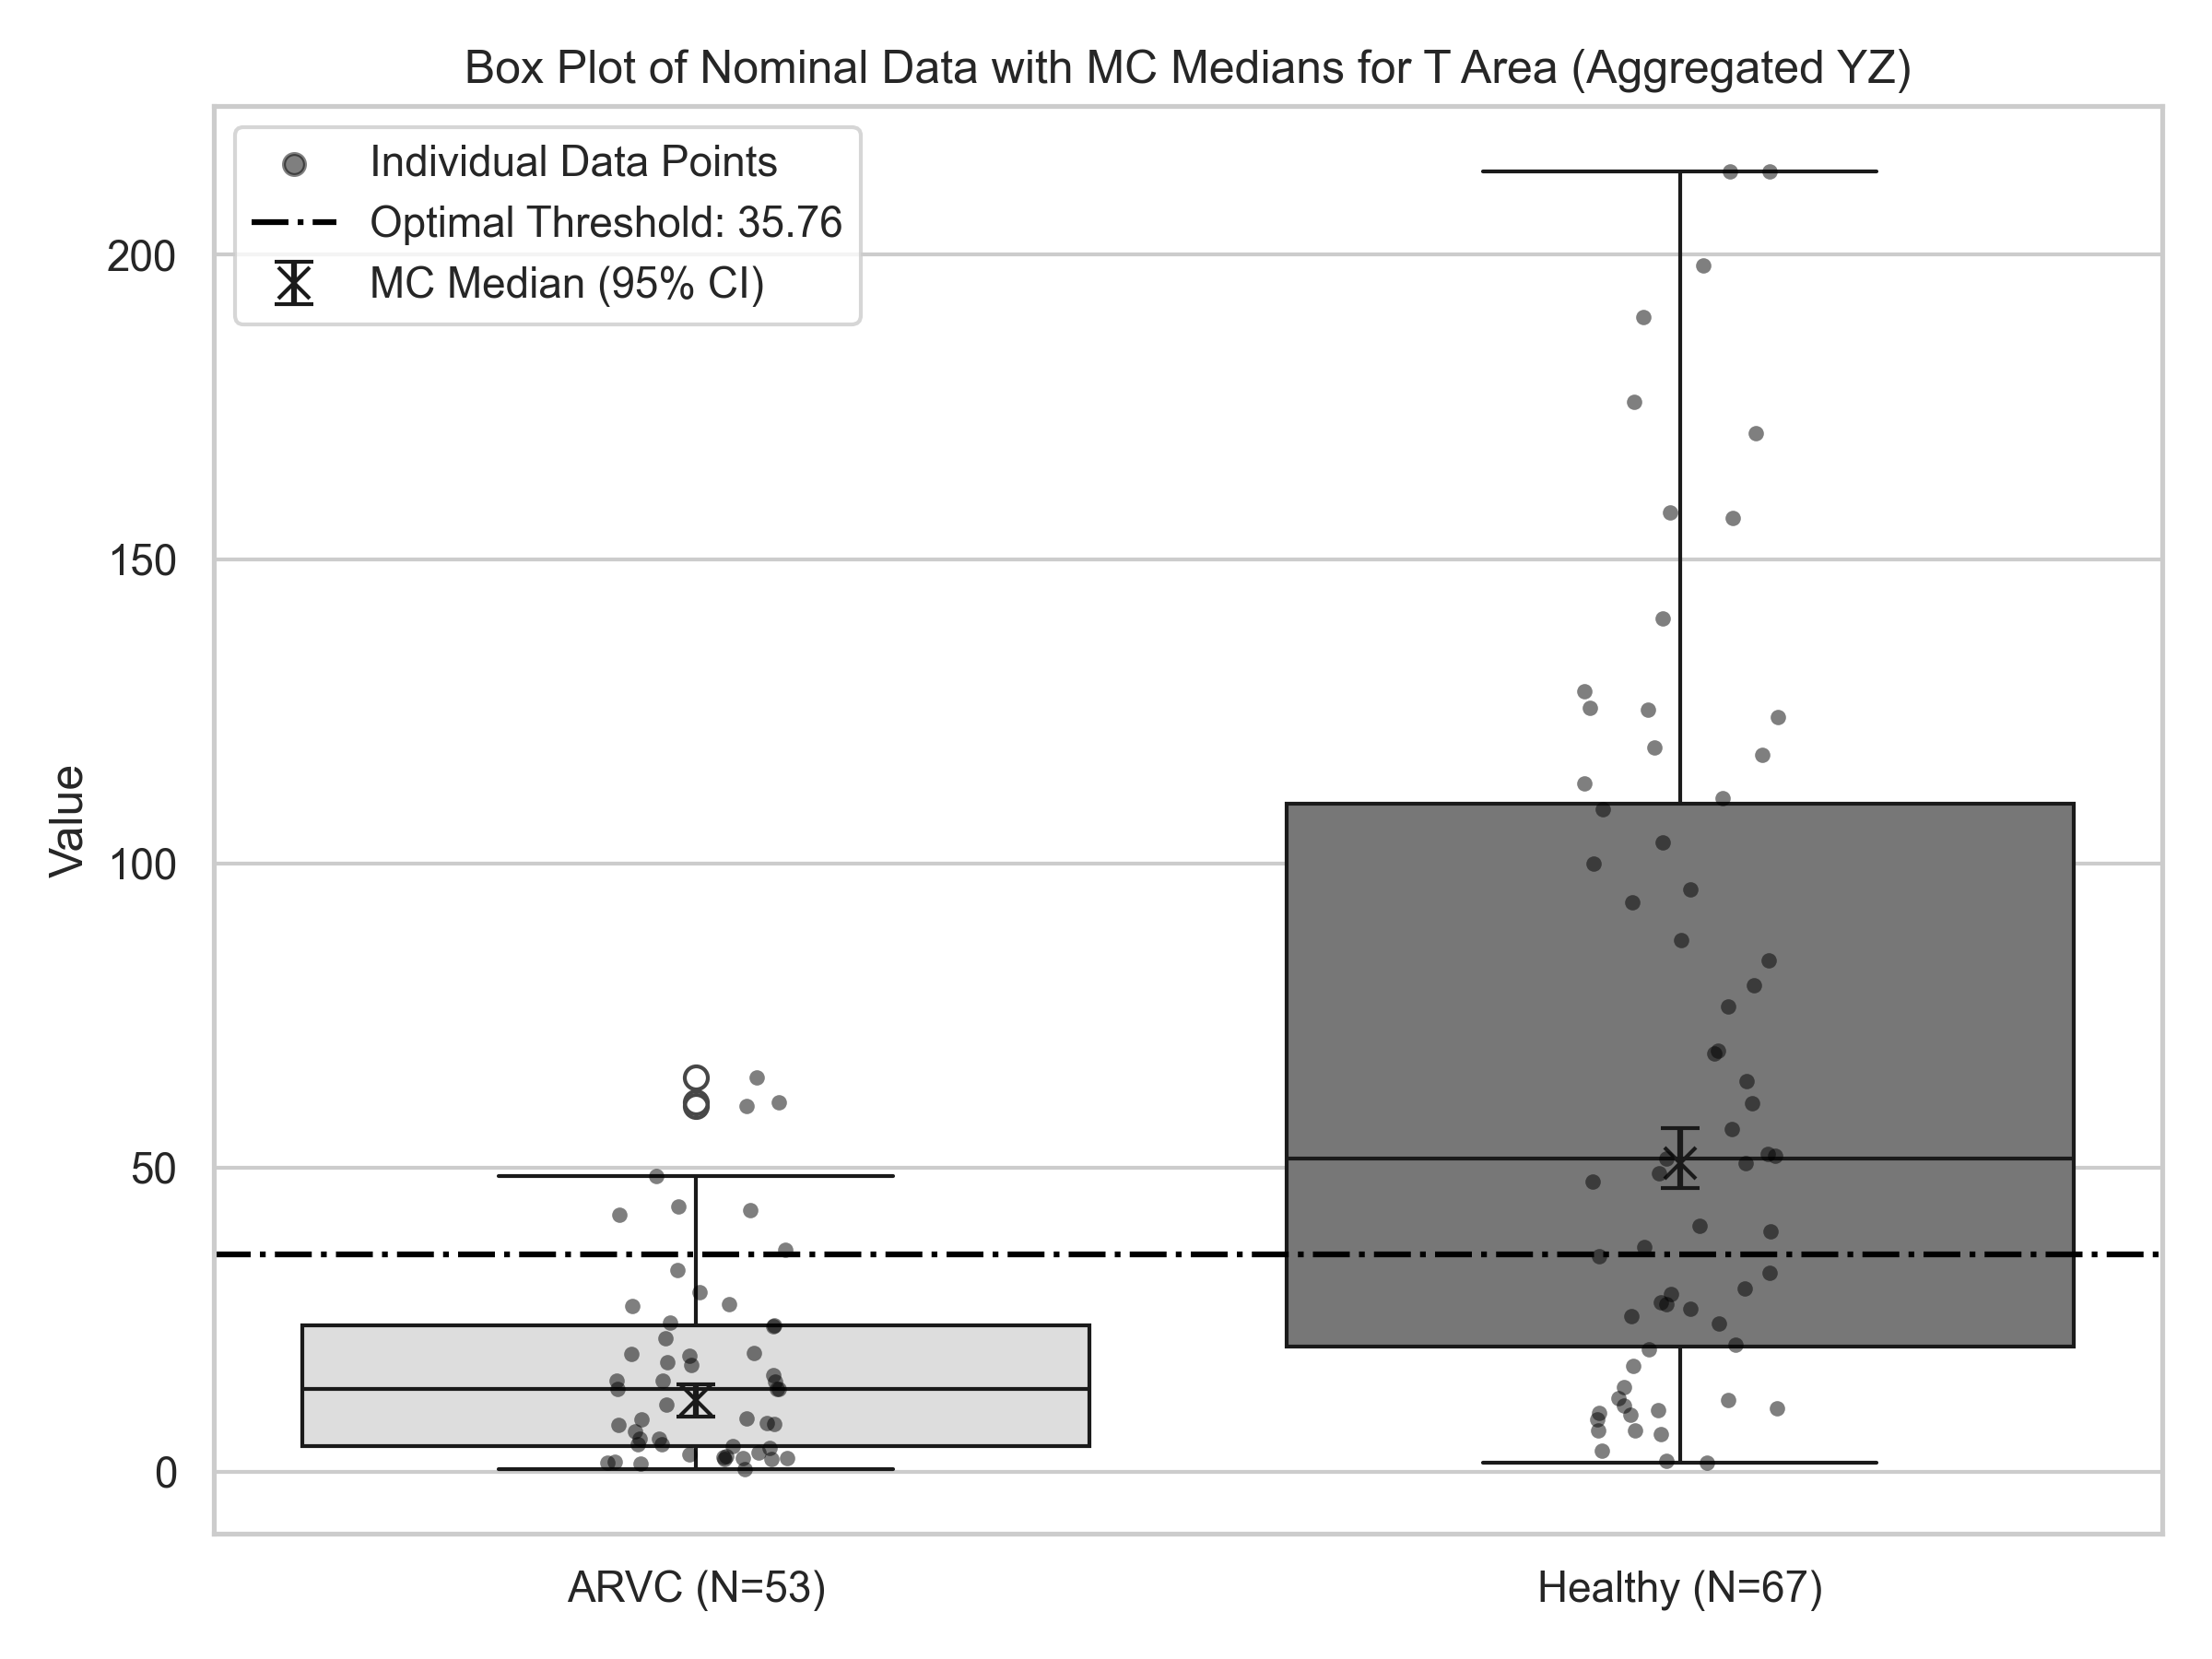 Box Plot of Nominal Data with MC Medians for T Area (Aggregated YZ)
Individual Data Points
Optimal Threshold: 35.76
MC Median (95% CI)
Value
200
150
100
50
0
ARVC (N=53)
Healthy (N=67)